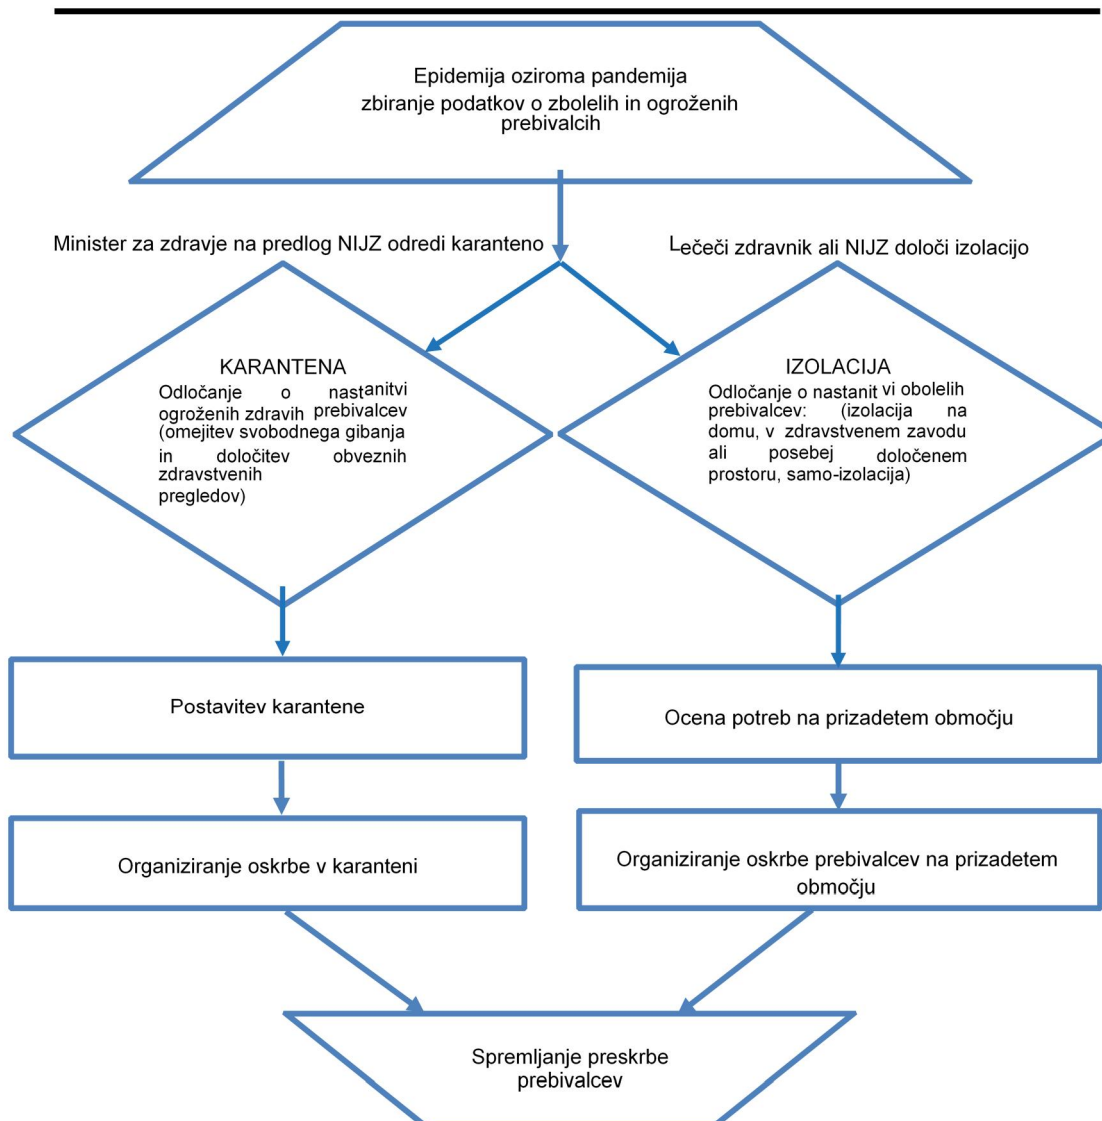 Epidemija oziroma pandemija
zbiranje podatkov o zbolelih in ogroženih
prebivalcih
Minister za zdravje na predlog NIJZ odredi karanteno
Lečeči zdravnik ali NIJZ določi izolacijo
KARANTENA
Odločanje o nastanitvi
ogroženih zdravih prebivalcev
(omejitev svobodnega gibanja
in določitev obveznih
zdravstvenih
pregledov)
IZOLACIJA
Odločanje o nastanit vi obolelih
prebivalcev: (izolacija na
domu, v zdravstvenem zavodu
ali posebej določenem
prostoru, samo-izolacija)
Postavitev karantene
Ocena potreb na prizadetem območju
Organiziranje oskrbe v karanteni
Organiziranje oskrbe prebivalcev na prizadetem
območju
Spremljanje preskrbe
prebivalcev